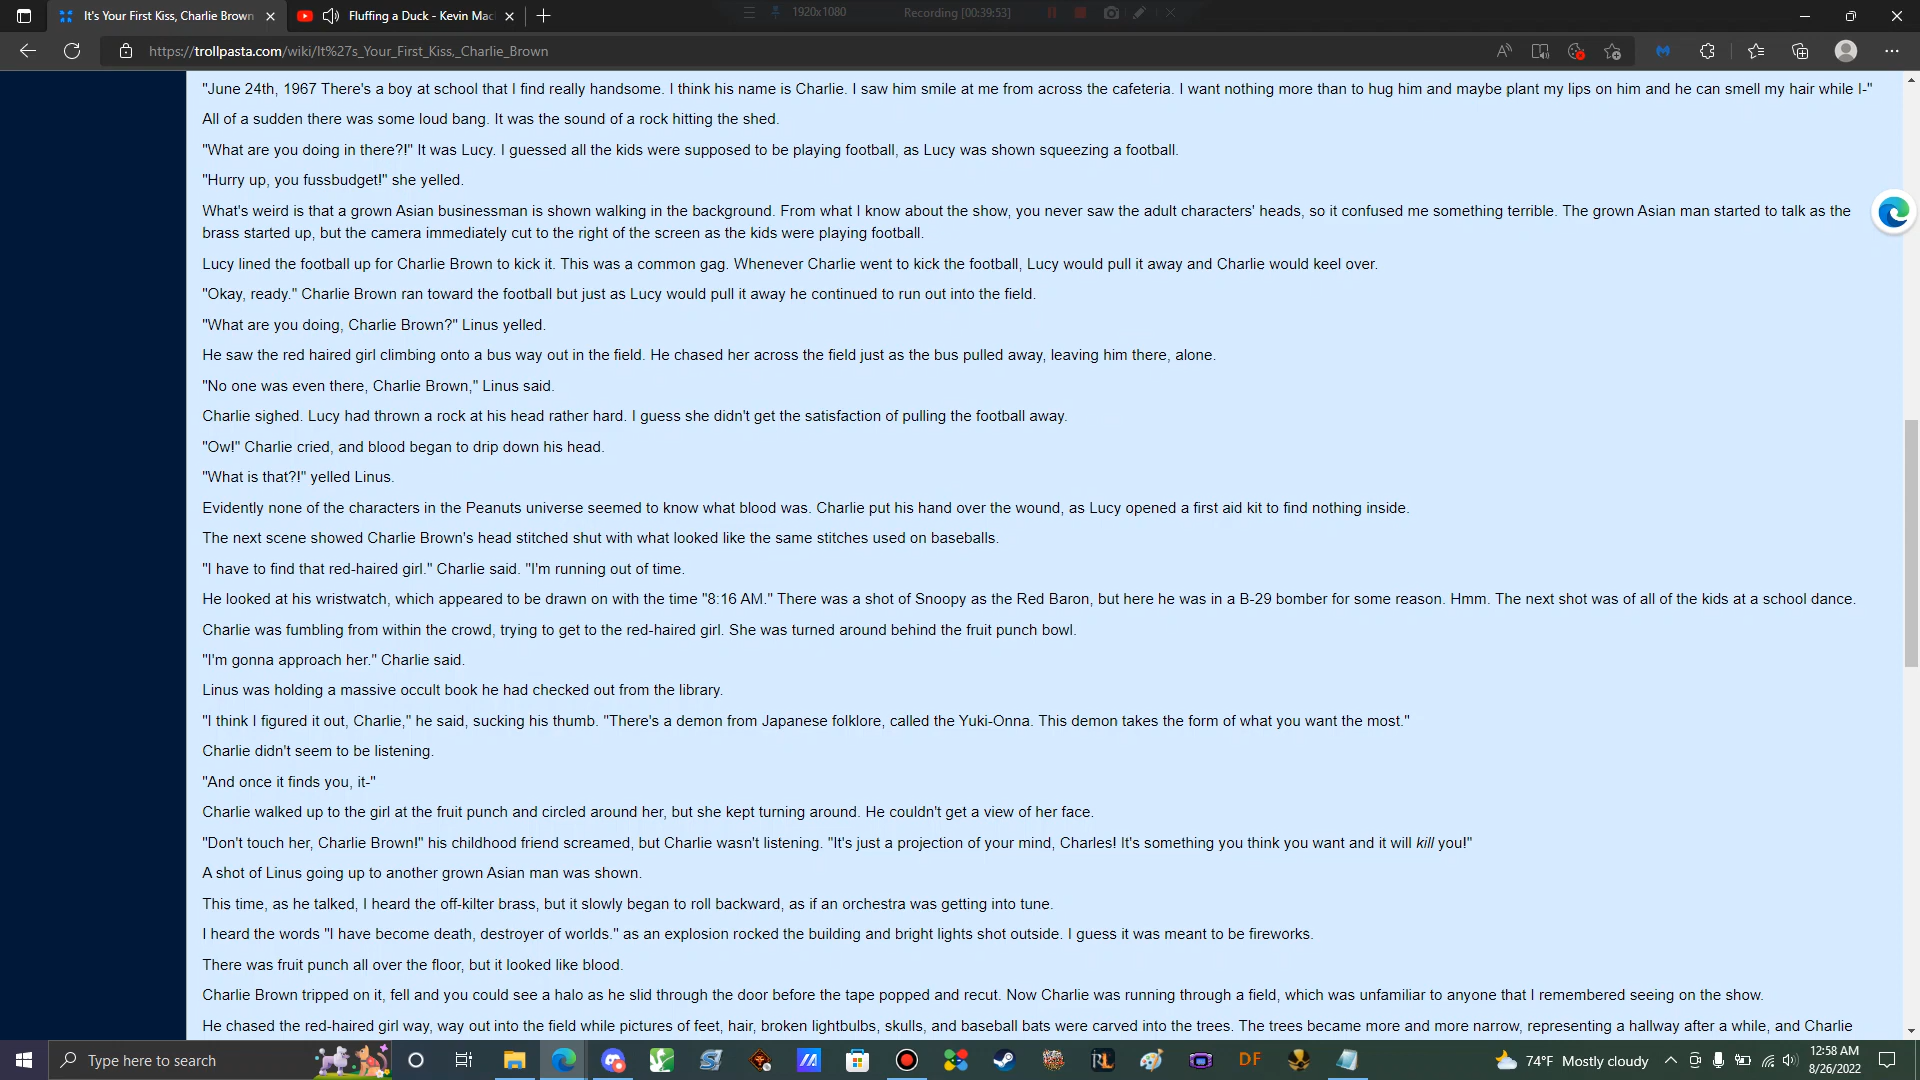 It's Your First Kiss, Charlie Brown
Fluffing a Duck - Kevin Mac
1920x1080
Recording [00:39:53]
https://trollpasta.com/wiki/It%27s_Your_First_Kiss,_Charlie_Brown
"June 24th, 1967 There's a boy at school that I find really handsome. I think his name is Charlie. I saw him smile at me from across the cafeteria. I want nothing more than to hug him and maybe plant my lips on him and he can smell my hair while I-"
All of a sudden there was some loud bang. It was the sound of a rock hitting the shed.
"What are you doing in there?!" It was Lucy. I guessed all the kids were supposed to be playing football, as Lucy was shown squeezing a football.
"Hurry up, you fussbudget!" she yelled.
What's weird is that a grown Asian businessman is shown walking in the background. From what I know about the show, you never saw the adult characters' heads, so it confused me something terrible. The grown Asian man started to talk as the
brass started up, but the camera immediately cut to the right of the screen as the kids were playing football.
Lucy lined the football up for Charlie Brown to kick it. This was a common gag. Whenever Charlie went to kick the football, Lucy would pull it away and Charlie would keel over.
"Okay, ready." Charlie Brown ran toward the football but just as Lucy would pull it away he continued to run out into the field.
"What are you doing, Charlie Brown?" Linus yelled.
He saw the red haired girl climbing onto a bus way out in the field. He chased her across the field just as the bus pulled away, leaving him there, alone.
"No one was even there, Charlie Brown," Linus said.
Charlie sighed. Lucy had thrown a rock at his head rather hard. I guess she didn't get the satisfaction of pulling the football away.
"Ow!" Charlie cried, and blood began to drip down his head.
"What is that?!" yelled Linus.
Evidently none of the characters in the Peanuts universe seemed to know what blood was. Charlie put his hand over the wound, as Lucy opened a first aid kit to find nothing inside.
The next scene showed Charlie Brown's head stitched shut with what looked like the same stitches used on baseballs.
"I have to find that red-haired girl." Charlie said. "I'm running out of time.
He looked at his wristwatch, which appeared to be drawn on with the time "8:16 AM." There was a shot of Snoopy as the Red Baron, but here he was in a B-29 bomber for some reason. Hmm. The next shot was of all of the kids at a school dance.
Charlie was fumbling from within the crowd, trying to get to the red-haired girl. She was turned around behind the fruit punch bowl.
"I'm gonna approach her." Charlie said.
Linus was holding a massive occult book he had checked out from the library.
"I think I figured it out, Charlie," he said, sucking his thumb. "There's a demon from Japanese folklore, called the Yuki-Onna. This demon takes the form of what you want the most."
Charlie didn't seem to be listening.
"And once it finds you, it-"
Charlie walked up to the girl at the fruit punch and circled around her, but she kept turning around. He couldn't get a view of her face.
"Don't touch her, Charlie Brown!" his childhood friend screamed, but Charlie wasn't listening. "It's just a projection of your mind, Charles! It's something you think you want and it will kill you!"
A shot of Linus going up to another grown Asian man was shown.
This time, as he talked, I heard the off-kilter brass, but it slowly began to roll backward, as if an orchestra was getting into tune.
I heard the words "I have become death, destroyer of worlds." as an explosion rocked the building and bright lights shot outside. I guess it was meant to be fireworks.
There was fruit punch all over the floor, but it looked like blood.
Charlie Brown tripped on it, fell and you could see a halo as he slid through the door before the tape popped and recut. Now Charlie was running through a field, which was unfamiliar to anyone that I remembered seeing on the show.
He chased the red-haired girl way, way out into the field while pictures of feet, hair, broken lightbulbs, skulls, and baseball bats were carved into the trees. The trees became more and more narrow, representing a hallway after a while, and Charlie
Type here to search
DF
74°F Mostly cloudy
12:58 AM
8/26/2022